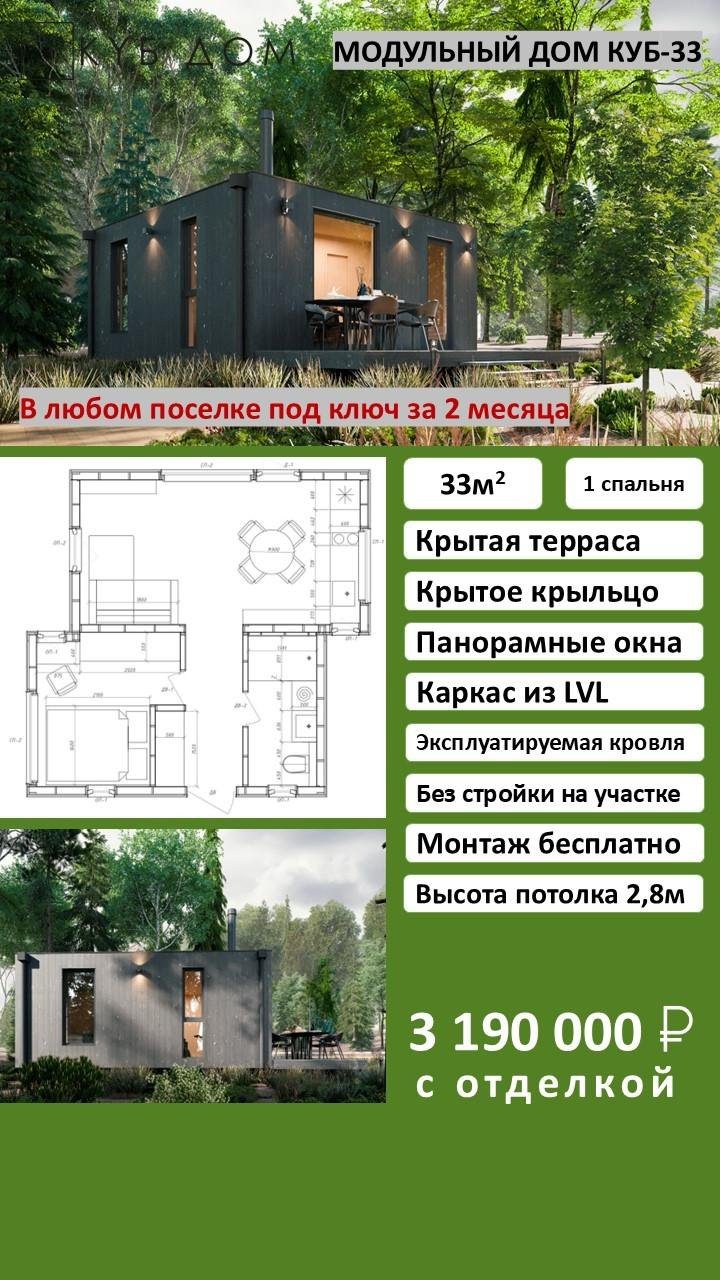 КУБ ДОМ
МОДУЛЬНЫЙ ДОМ КУБ-33
В любом поселке под ключ за 2 месяца
33м²
1 спальня
Крытая терраса
Крытое крыльцо
Панорамные окна
Каркас из LVL
Эксплуатируемая кровля
Без стройки на участке
Монтаж бесплатно
Высота потолка 2,8м
3 190 000 ₽
с отделкой